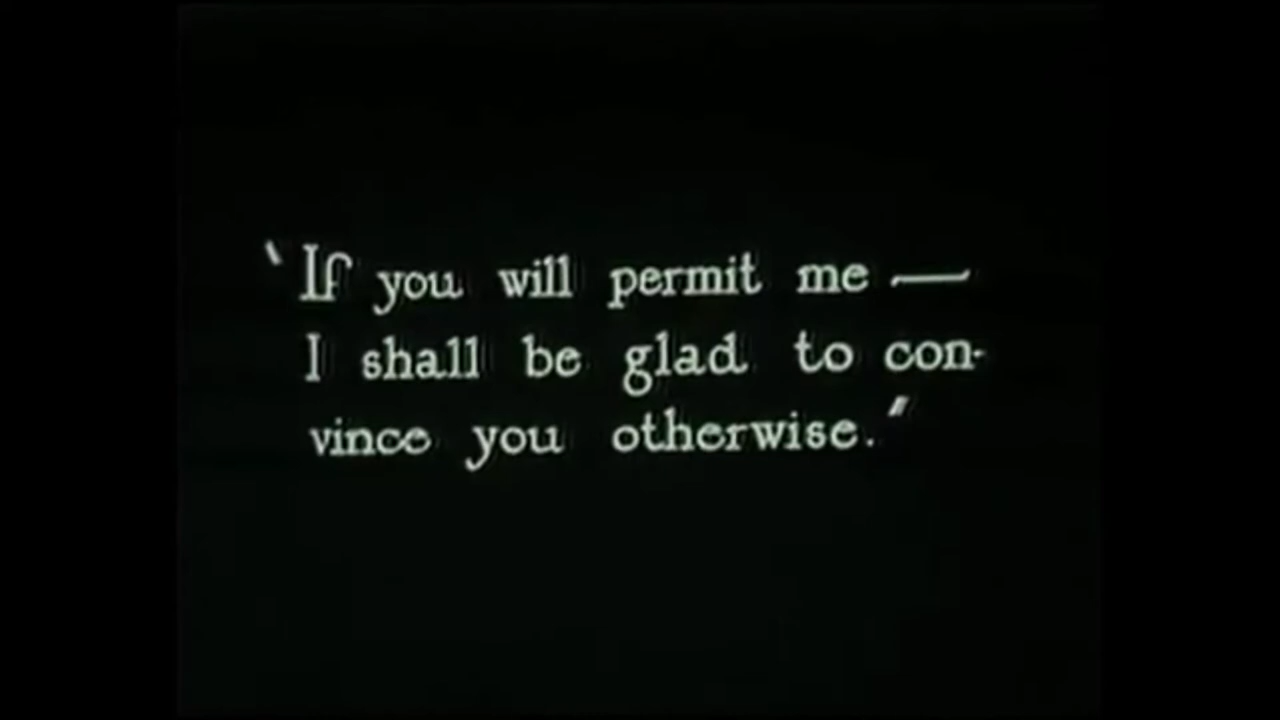 ‘If you will permit me —
I shall be glad to con-
vince you otherwise."